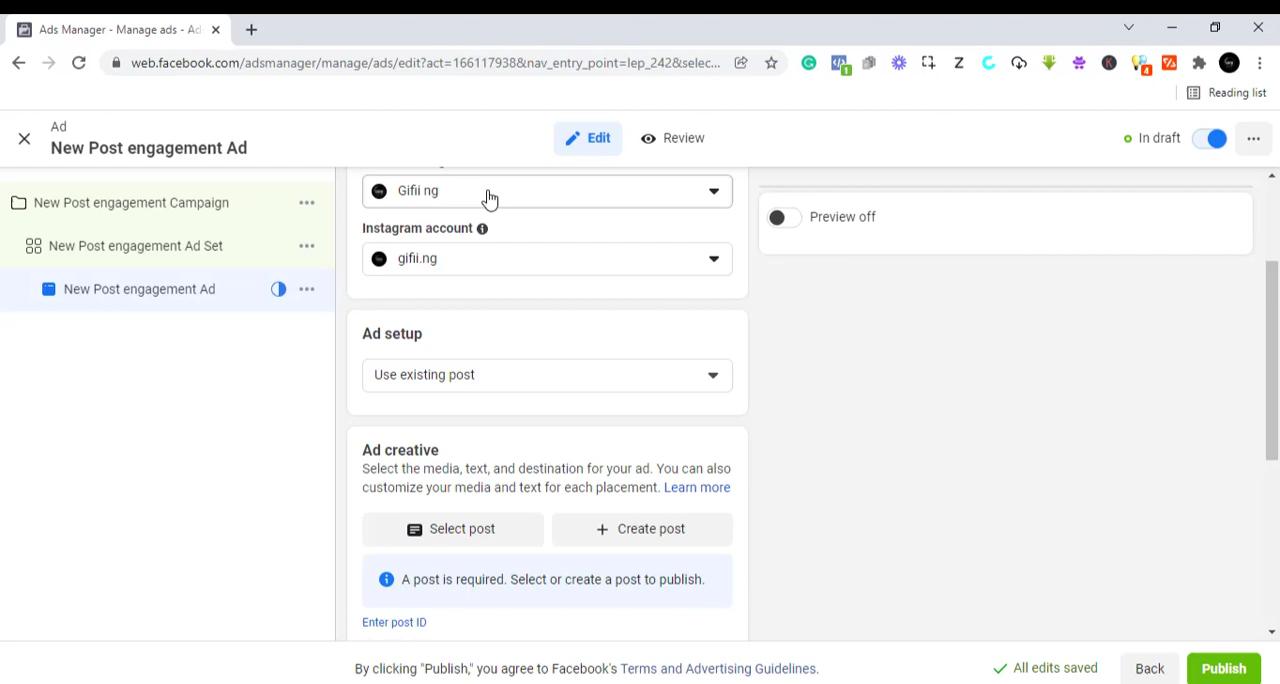 Ads Manager - Manage ads - Ad
web.facebook.com/adsmanager/manage/ads/edit?act=166117938&nav_entry_point=lep_242&selec...
1
Z
K
4
Reading list
Ad
New Post engagement Ad
Edit
Review
In draft
New Post engagement Campaign
New Post engagement Ad Set
New Post engagement Ad
Gifii ng
Instagram account
gifii.ng
Ad setup
Use existing post
Ad creative
Select the media, text, and destination for your ad. You can also
customize your media and text for each placement. Learn more
Select post
+ Create post
A post is required. Select or create a post to publish.
Enter post ID
Preview off
By clicking "Publish," you agree to Facebook's Terms and Advertising Guidelines.
All edits saved
Back
Publish